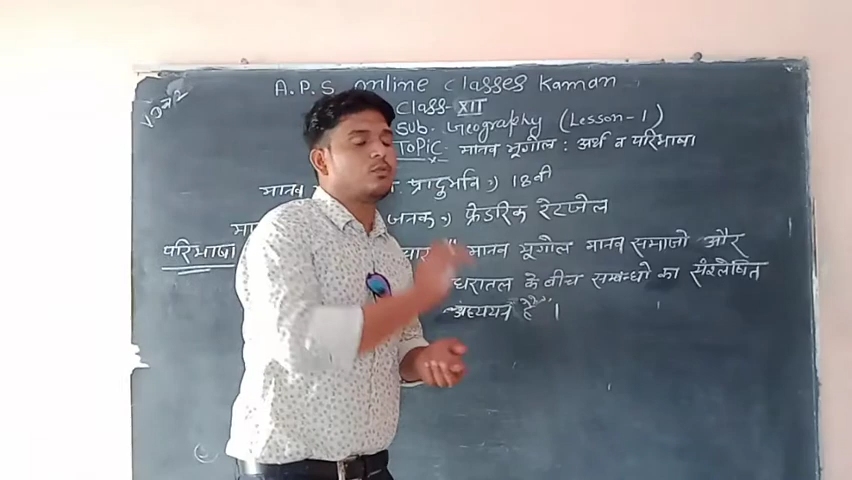 A.P.S online classes Kaman
Class- XII
Sub. Geography (Lesson-1)
Topic- मानव भूगोल : अर्थ व परिभाषा
मानव प्रादुर्भाव 18वी
जनक फ्रेडरिक रेटजेल
परिभाषा मानव भूगोल मानव समाजो और
धरातल के बीच सम्बन्धो का संश्लेषित
अध्ययन है"।